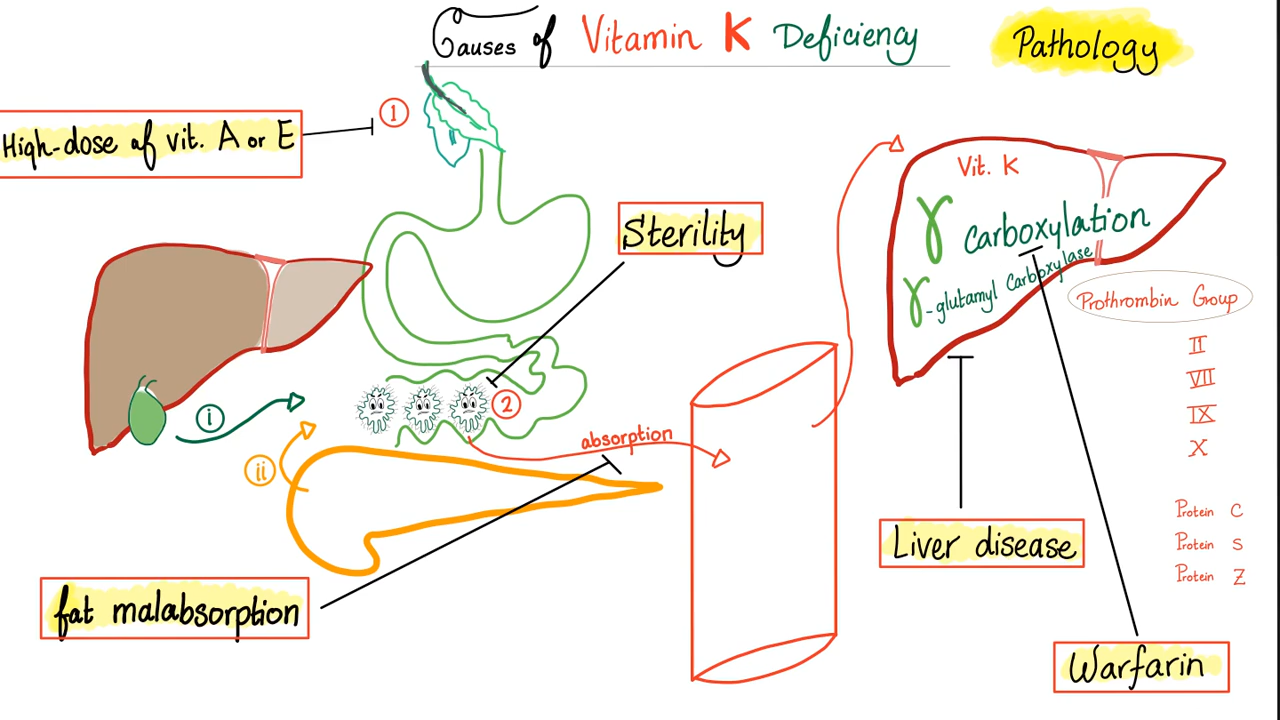 Causes of Vitamin K Deficiency
Pathology
High-dose of vit. A or E
1
Sterility
Vit. K
γ carboxylation
γ-glutamyl Carboxylase
Prothrombin Group
II
VII
IX
X
i
2
absorption
ii
Protein C
Protein S
Protein Z
Liver disease
fat malabsorption
Warfarin